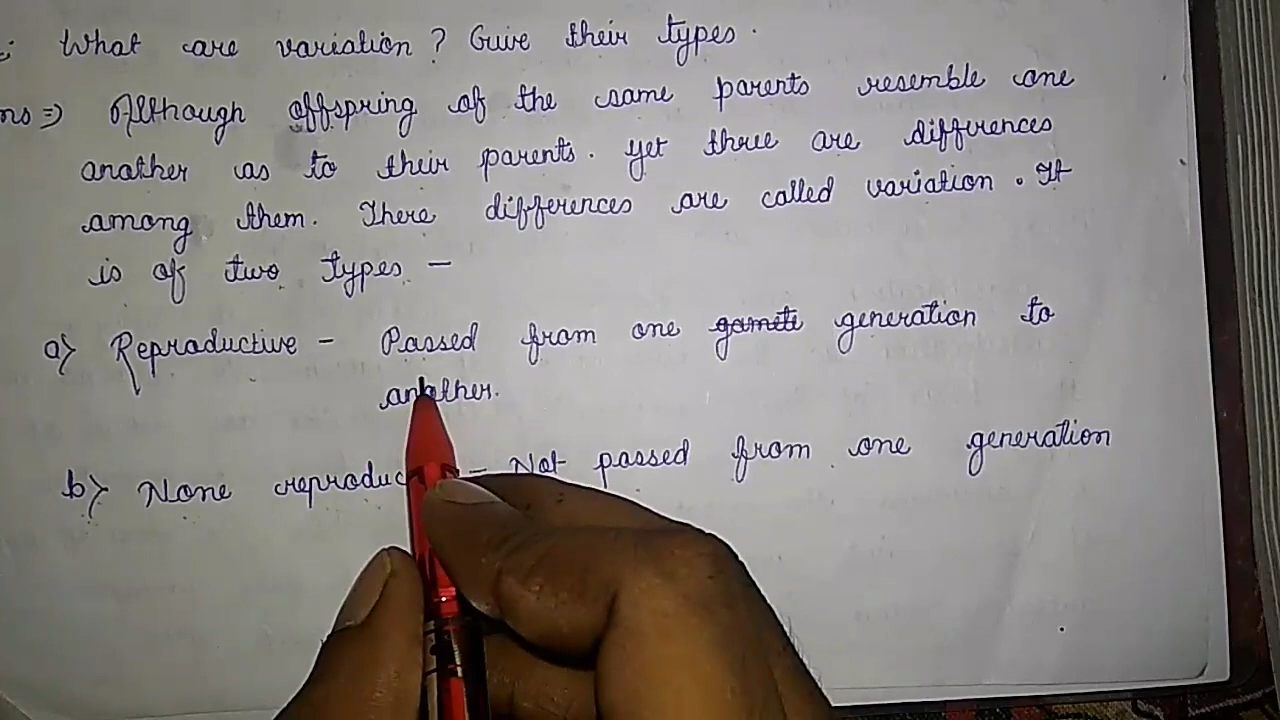 : What are variation ? Give their types .
ns ⇒ Although offspring of the same parents resemble one
another as to their parents . Yet three are differences
among them. There differences are called variation . It
is of two types –
a) Reproductive – Passed from one gamete generation to
another.
b) None reproduc – Not passed from one generation